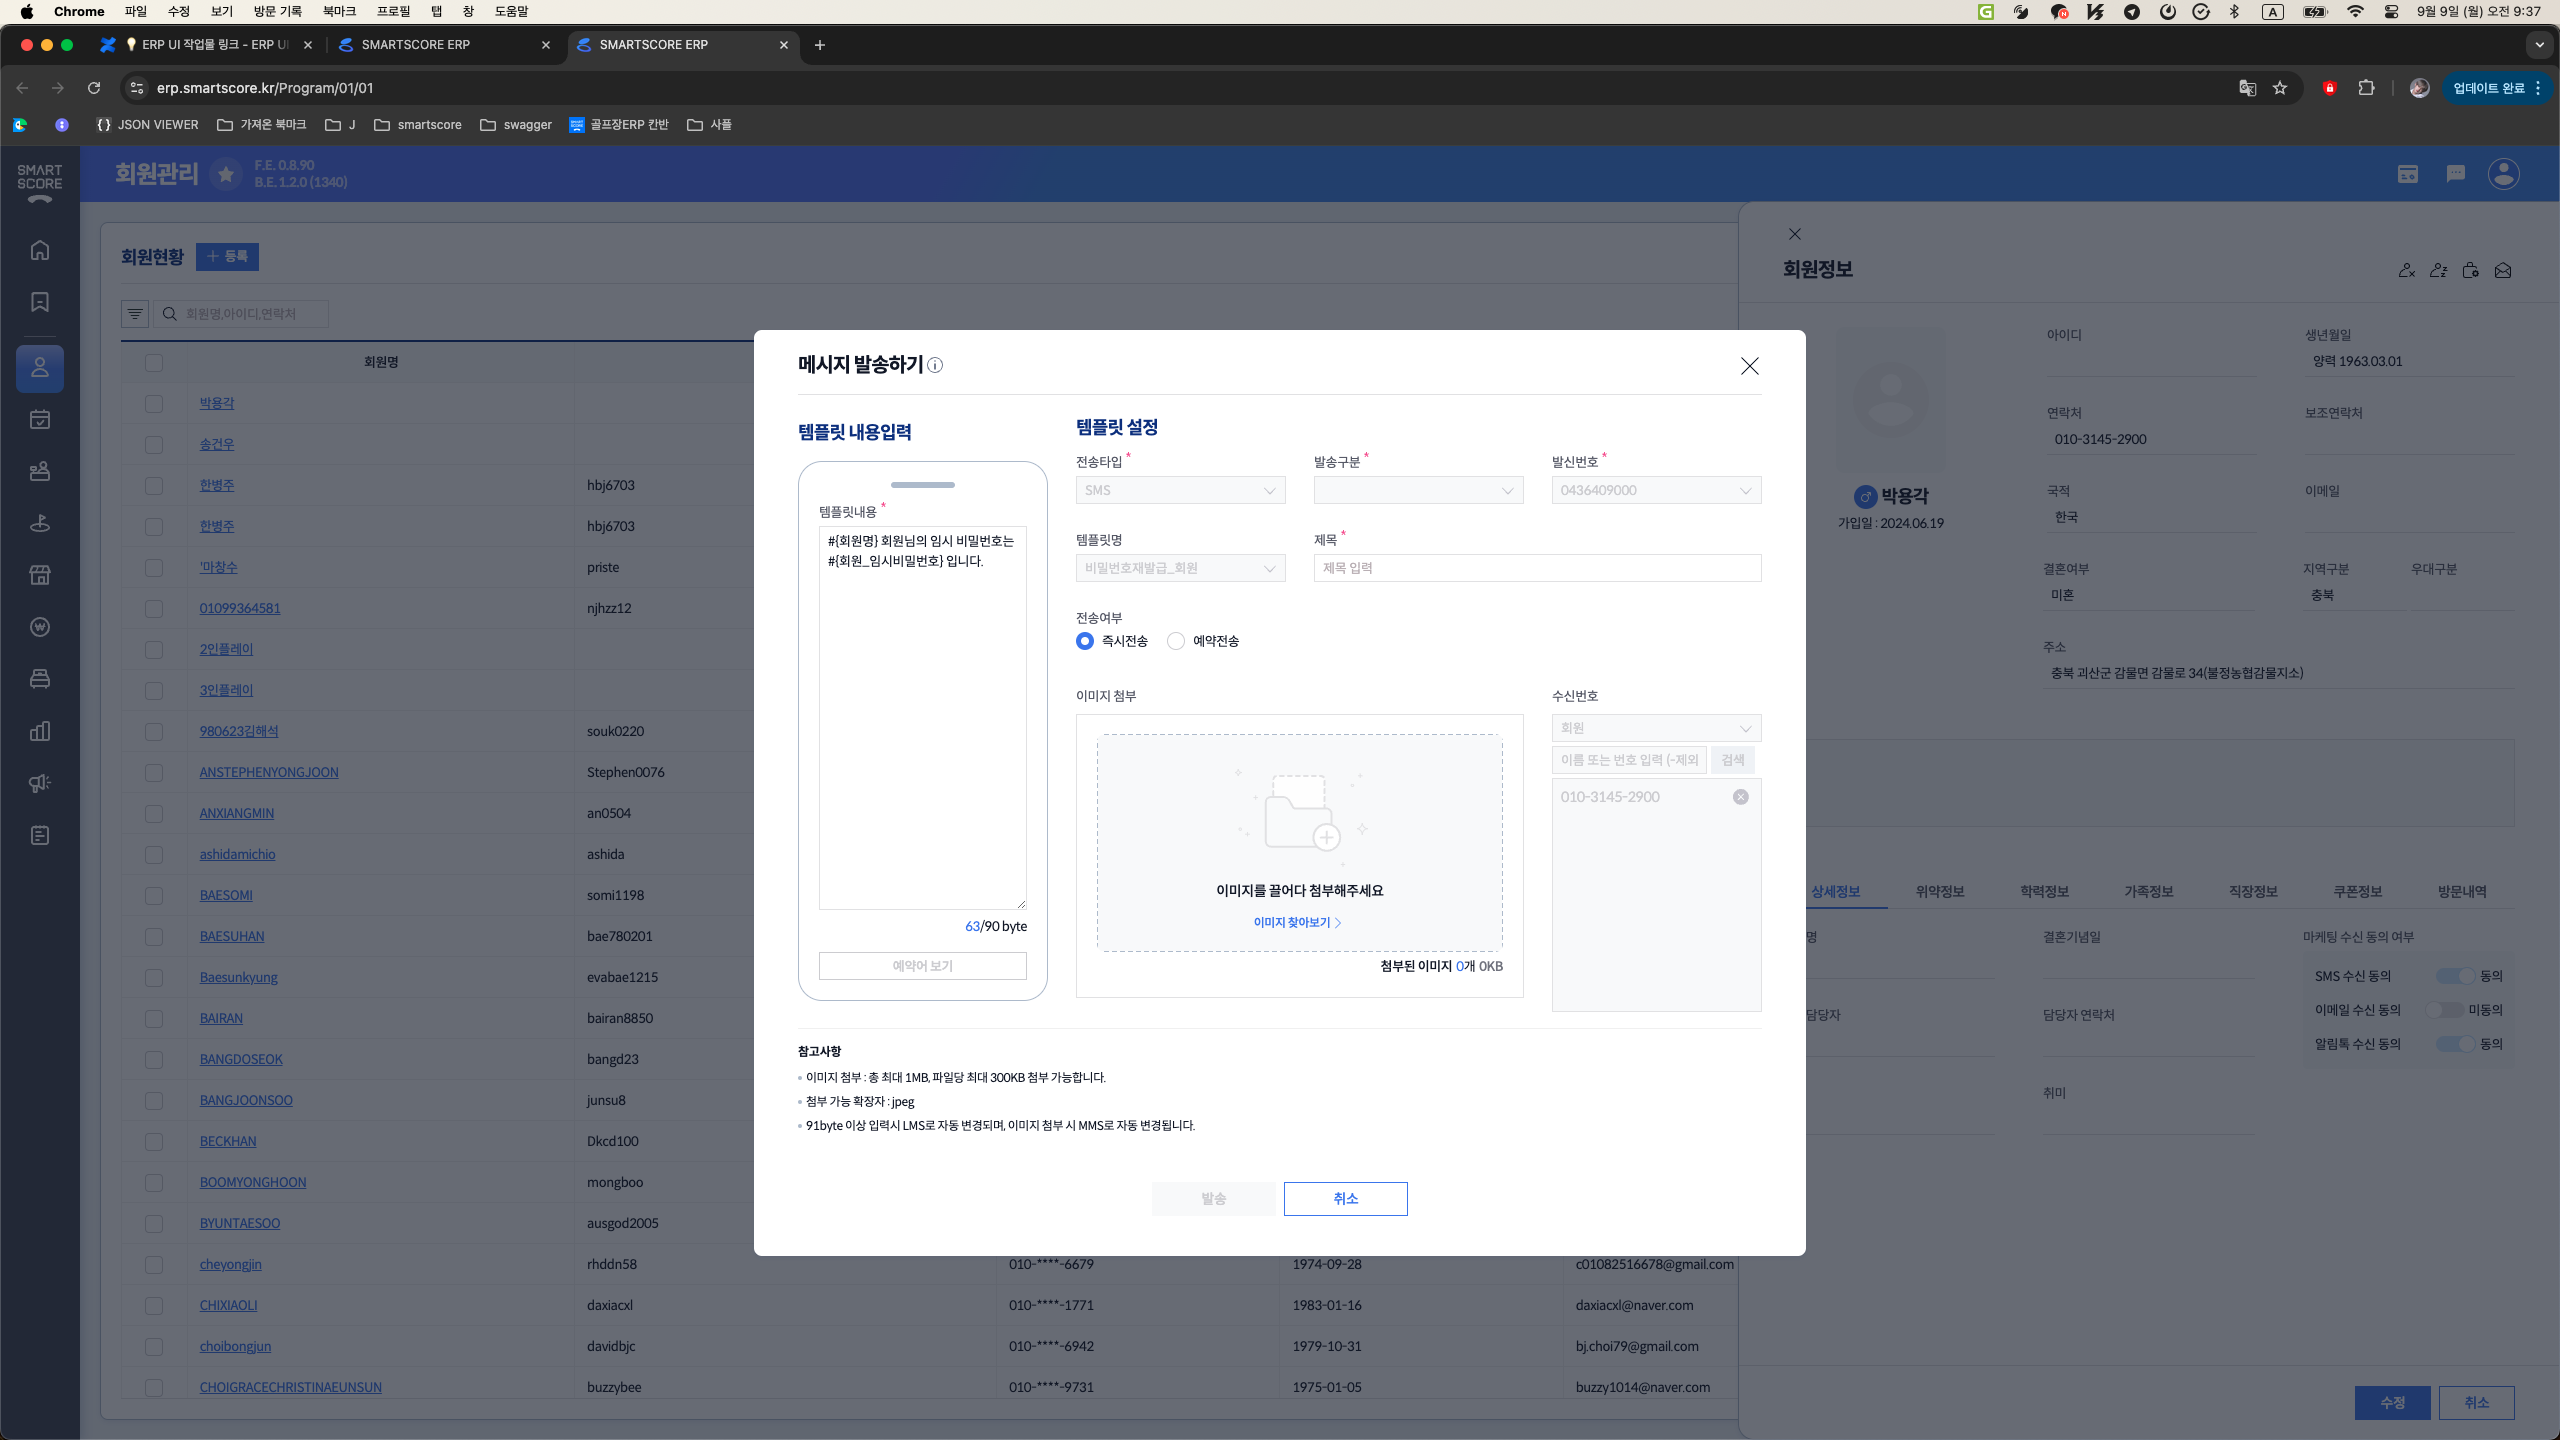 Chrome 파일 수정 보기 방문 기록 북마크 프로필 탭 창 도움말 9월 9일 (월) 오전 9:37
ERP UI 작업물 링크 - ERP UI SMARTSCORE ERP SMARTSCORE ERP
erp.smartscore.kr/Program/01/01 업데이트 완료
JSON VIEWER 가져온 북마크 J smartscore swagger 골프장ERP 칸반 사플
SMART
SCORE
회원관리
F.E. 0.8.90
B.E. 1.2.0 (1340)
회원현황 + 등록
회원명,아이디,연락처
회원명
박용각
송건우
한병주 hbj6703
한병주 hbj6703
'마창수 priste
01099364581 njhzz12
2인플레이
3인플레이
980623김해석 souk0220
ANSTEPHENYONGJOON Stephen0076
ANXIANGMIN an0504
ashidamichio ashida
BAESOMI somi1198
BAESUHAN bae780201
Baesunkyung evabae1215
BAIRAN bairan8850
BANGDOSEOK bangd23
BANGJOONSOO junsu8
BECKHAN Dkcd100
BOOMYONGHOON mongboo
BYUNTAESOO ausgod2005
cheyongjin rhddn58 010-****-6679 1974-09-28 c01082516678@gmail.com
CHIXIAOLI daxiacxl 010-****-1771 1983-01-16 daxiacxl@naver.com
choibongjun davidbjc 010-****-6942 1979-10-31 bj.choi79@gmail.com
CHOIGRACECHRISTINAEUNSUN buzzybee 010-****-9731 1975-01-05 buzzy1014@naver.com
메시지 발송하기
템플릿 내용입력
템플릿내용 *
#{회원명} 회원님의 임시 비밀번호는
#{회원_임시비밀번호} 입니다.
63/90 byte
예약어 보기
템플릿 설정
전송타입 * 발송구분 * 발신번호 *
SMS 0436409000
템플릿명 제목 *
비밀번호재발급_회원 제목 입력
전송여부
즉시전송 예약전송
이미지 첨부
이미지를 끌어다 첨부해주세요
이미지 찾아보기
첨부된 이미지 0개 0KB
수신번호
회원
이름 또는 번호 입력 (-제외 검색
010-3145-2900
참고사항
이미지 첨부 : 총 최대 1MB, 파일당 최대 300KB 첨부 가능합니다.
첨부 가능 확장자 : jpeg
91byte 이상 입력시 LMS로 자동 변경되며, 이미지 첨부 시 MMS로 자동 변경됩니다.
발송 취소
회원정보
박용각
가입일 : 2024.06.19
아이디 생년월일
양력 1963.03.01
연락처 보조연락처
010-3145-2900
국적 이메일
한국
결혼여부 지역구분 우대구분
미혼 충북
주소
충북 괴산군 감물면 감물로 34(불정농협감물지소)
상세정보 위약정보 학력정보 가족정보 직장정보 쿠폰정보 방문내역
명 결혼기념일 마케팅 수신 동의 여부
SMS 수신 동의 동의
이메일 수신 동의 미동의
담당자 담당자 연락처
알림톡 수신 동의 동의
취미
수정 취소